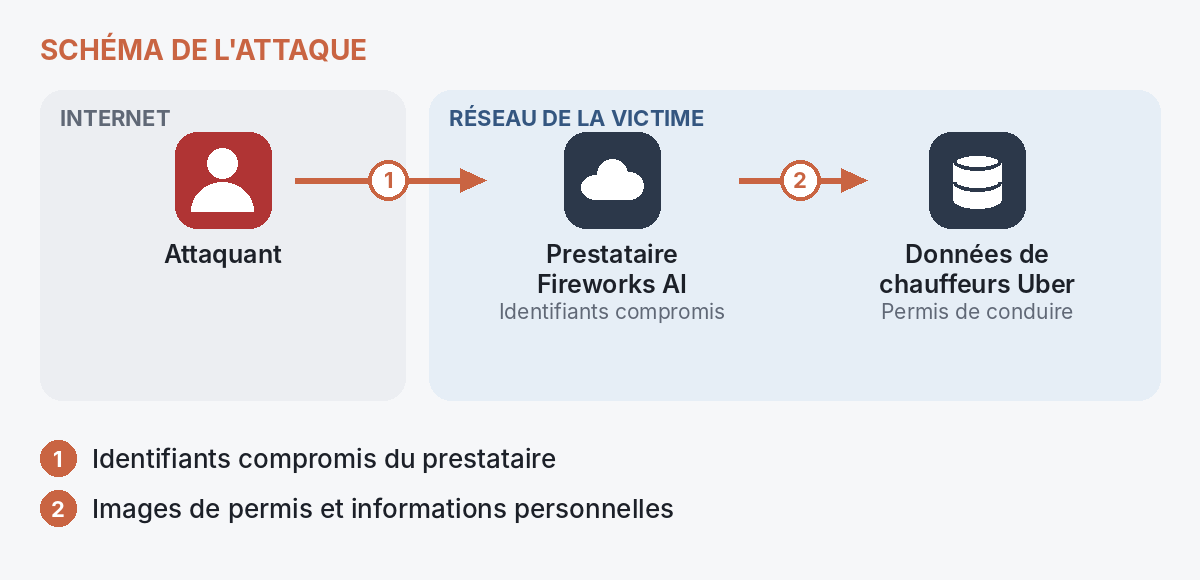 SCHÉMA DE L'ATTAQUE
INTERNET
RÉSEAU DE LA VICTIME
1
2
Attaquant
Prestataire
Fireworks AI
Identifiants compromis
Données de
chauffeurs Uber
Permis de conduire
1 Identifiants compromis du prestataire
2 Images de permis et informations personnelles